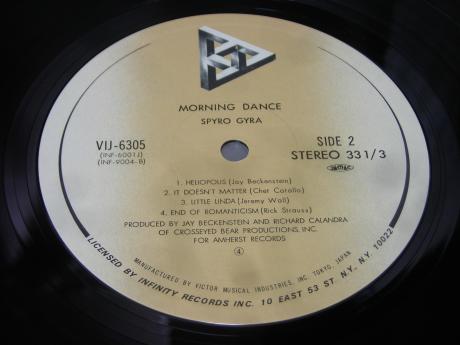 MORNING DANCE
SPYRO GYRA
VIJ-6305
(INF-6001J)
(INF-9004-B)
SIDE 2
STEREO 33 1/3
1. HELIOPOLIS (Jay Beckenstein)
2. IT DOESN'T MATTER (Chet Catallo)
3. LITTLE LINDA (Jeremy Wall)
4. END OF ROMANTICISM (Rick Strauss)
PRODUCED BY JAY BECKENSTEIN AND RICHARD CALANDRA
OF CROSSEYED BEAR PRODUCTIONS, INC.
FOR AMHERST RECORDS
4
MANUFACTURED BY VICTOR MUSICAL INDUSTRIES, INC. TOKYO, JAPAN
LICENSED BY INFINITY RECORDS INC. 10 EAST 53 ST. N.Y., N.Y. 10022